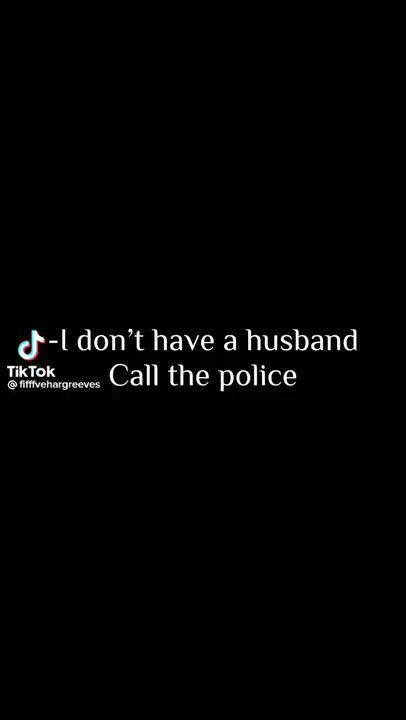 -I don’t have a husband
Call the police
TikTok
@fifffvehargreeves